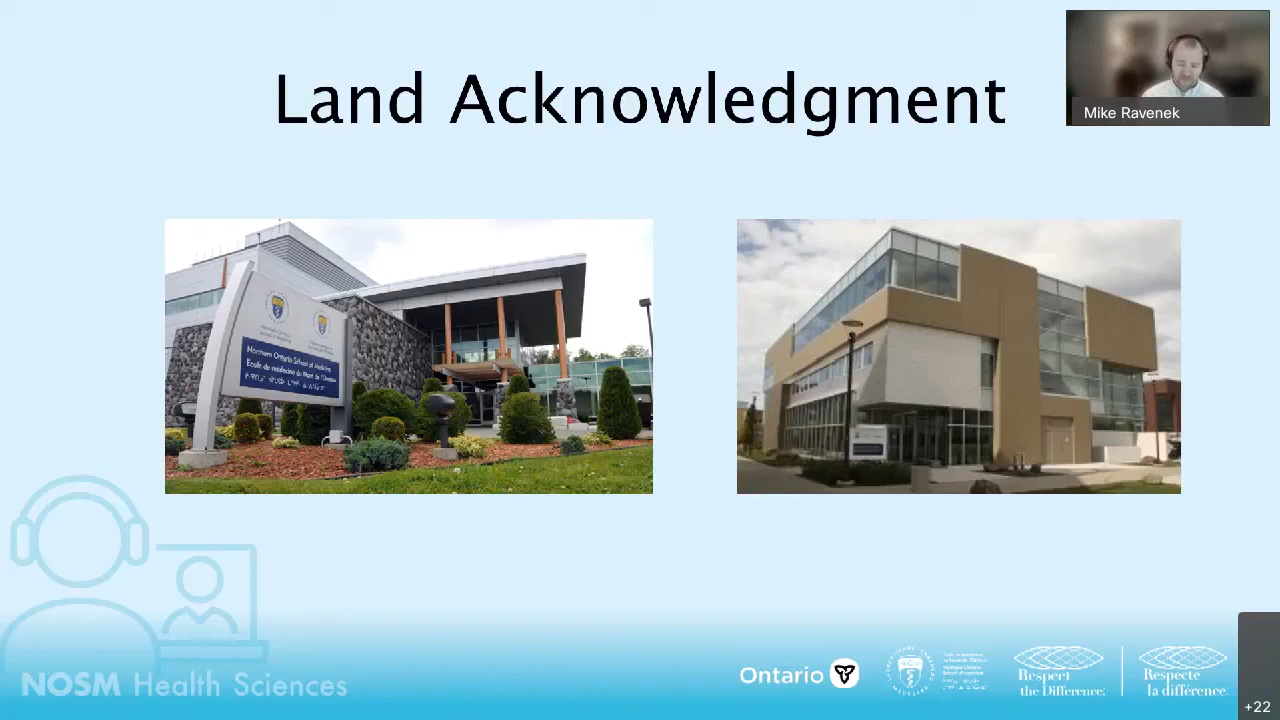 Land Acknowledgment
Mike Ravenek
Northern Ontario School of Medicine
École de médecine du Nord de l'Ontario
NOSM Health Sciences
Ontario
Respect
the Difference.
Respecte
la différence.
+22